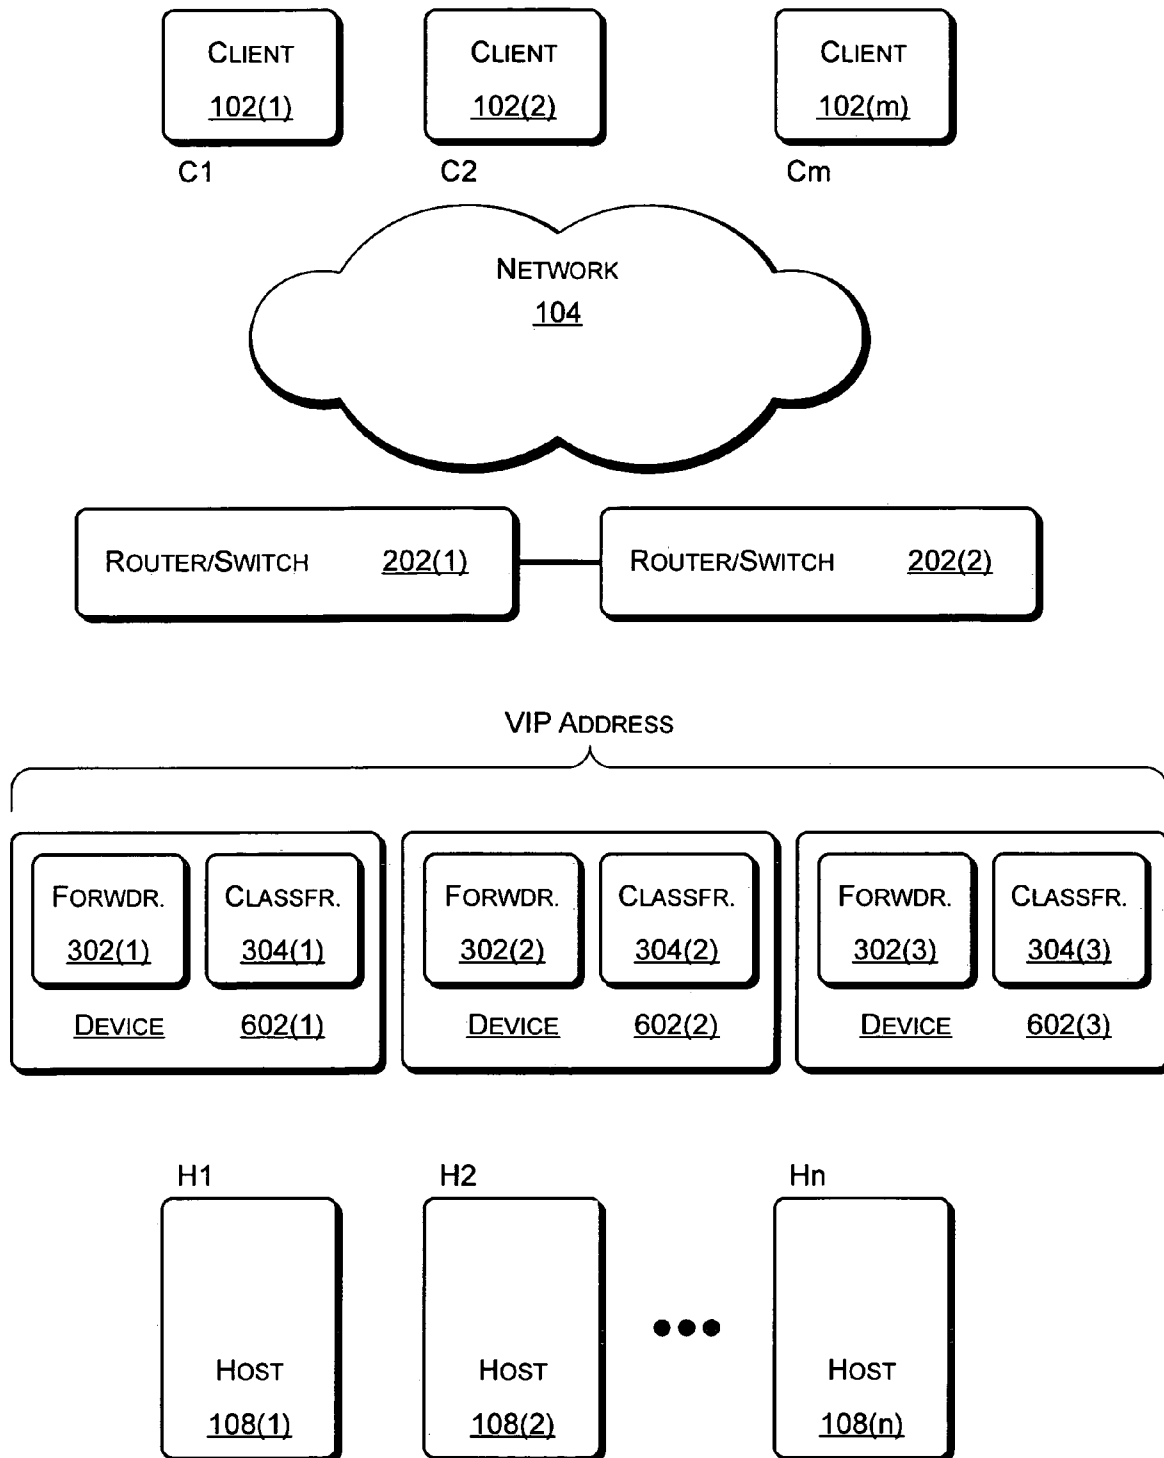 CLIENT
102(1)
C1
CLIENT
102(2)
C2
CLIENT
102(m)
Cm
NETWORK
104
ROUTER/SWITCH 202(1)
ROUTER/SWITCH 202(2)
VIP ADDRESS
FORWDR.
302(1)
CLASSFR.
304(1)
DEVICE 602(1)
FORWDR.
302(2)
CLASSFR.
304(2)
DEVICE 602(2)
FORWDR.
302(3)
CLASSFR.
304(3)
DEVICE 602(3)
H1
HOST
108(1)
H2
HOST
108(2)
Hn
HOST
108(n)